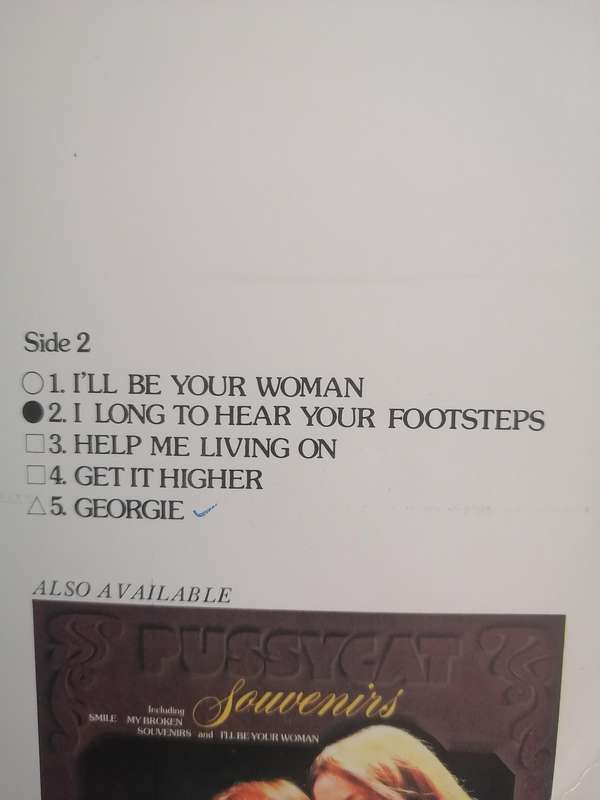 Side 2
○ 1. I'LL BE YOUR WOMAN
● 2. I LONG TO HEAR YOUR FOOTSTEPS
□ 3. HELP ME LIVING ON
□ 4. GET IT HIGHER
△ 5. GEORGIE ✓
ALSO AVAILABLE
PUSSYCAT
Souvenirs
Including
SMILE MY BROKEN
SOUVENIRS and I'LL BE YOUR WOMAN